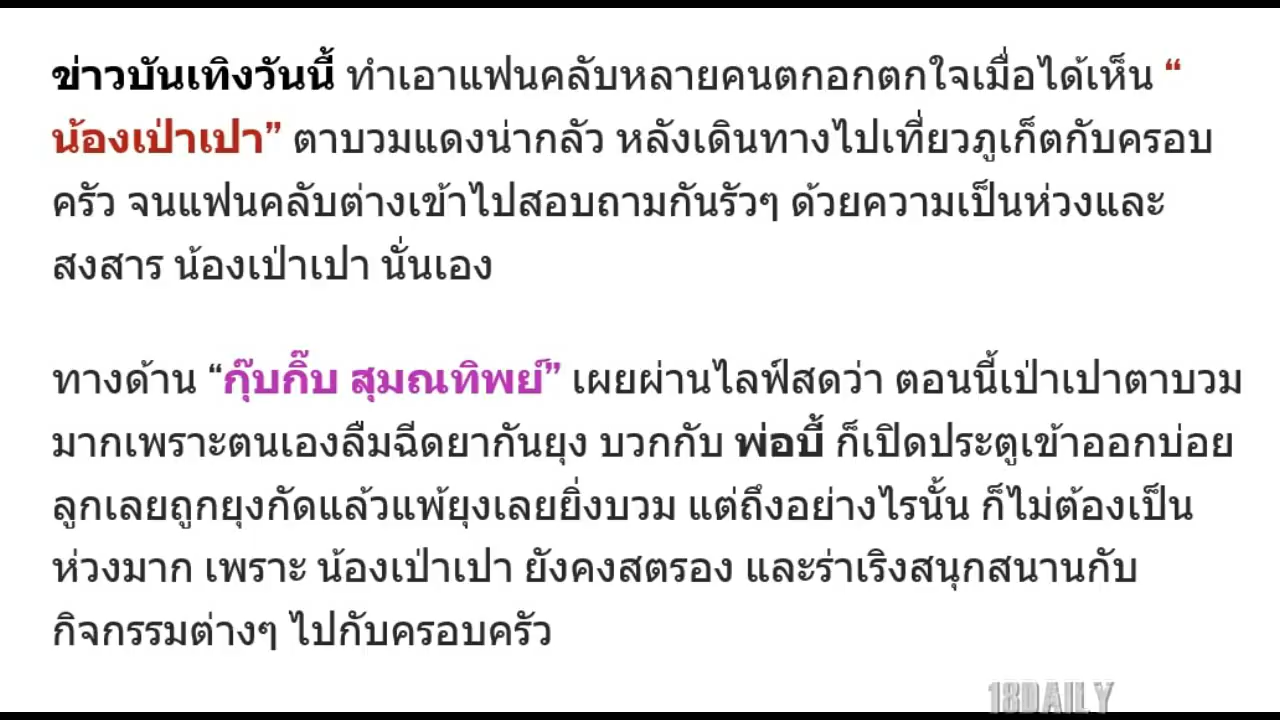 ข่าวบันเทิงวันนี้ ทำเอาแฟนคลับหลายคนตกอกตกใจเมื่อได้เห็น “
น้องเป่าเปา” ตาบวมแดงน่ากลัว หลังเดินทางไปเที่ยวภูเก็ตกับครอบ
ครัว จนแฟนคลับต่างเข้าไปสอบถามกันรัวๆ ด้วยความเป็นห่วงและ
สงสาร น้องเป่าเปา นั่นเอง
ทางด้าน “กุ๊บกิ๊บ สุมณทิพย์” เผยผ่านไลฟ์สดว่า ตอนนี้เป่าเปาตาบวม
มากเพราะตนเองลืมฉีดยากันยุง บวกกับ พ่อบี้ ก็เปิดประตูเข้าออกบ่อย
ลูกเลยถูกยุงกัดแล้วแพ้ยุงเลยยิ่งบวม แต่ถึงอย่างไรนั้น ก็ไม่ต้องเป็น
ห่วงมาก เพราะ น้องเป่าเปา ยังคงสตรอง และร่าเริงสนุกสนานกับ
กิจกรรมต่างๆ ไปกับครอบครัว
18DAILY